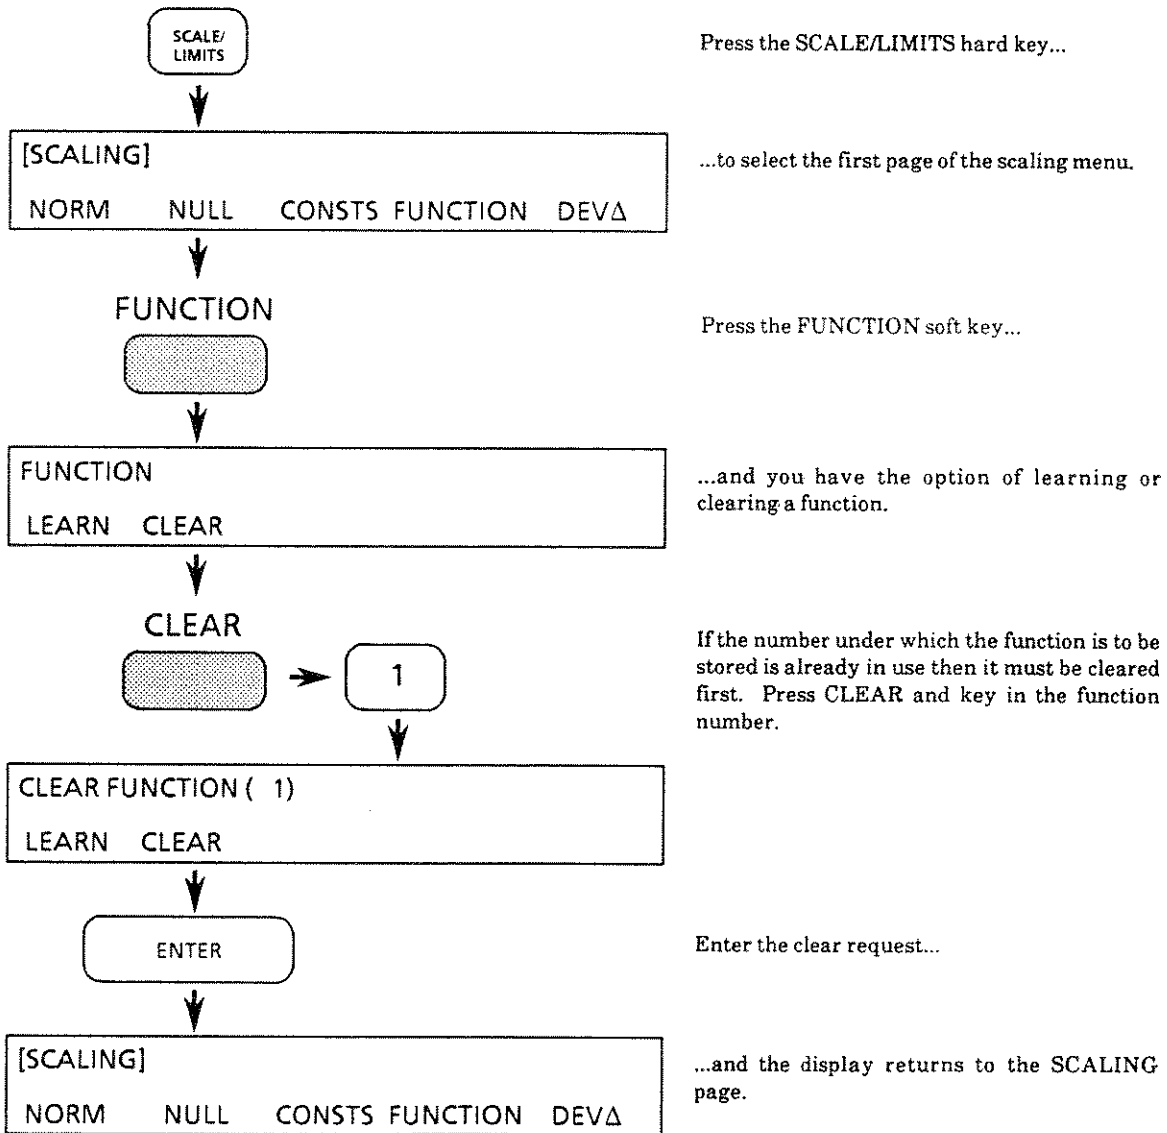 SCALE/
LIMITS
Press the SCALE/LIMITS hard key...
[SCALING]
NORM NULL CONSTS FUNCTION DEV∆
...to select the first page of the scaling menu.
FUNCTION
Press the FUNCTION soft key...
FUNCTION
LEARN CLEAR
...and you have the option of learning or
clearing a function.
CLEAR
1
If the number under which the function is to be
stored is already in use then it must be cleared
first. Press CLEAR and key in the function
number.
CLEAR FUNCTION ( 1)
LEARN CLEAR
ENTER
Enter the clear request...
[SCALING]
NORM NULL CONSTS FUNCTION DEV∆
...and the display returns to the SCALING
page.